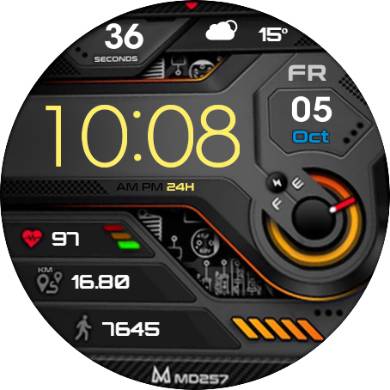 36
SECONDS
15°
FR
05
Oct
10:08
AM PM 24H
F E
97
KM
16.80
7645
MD257